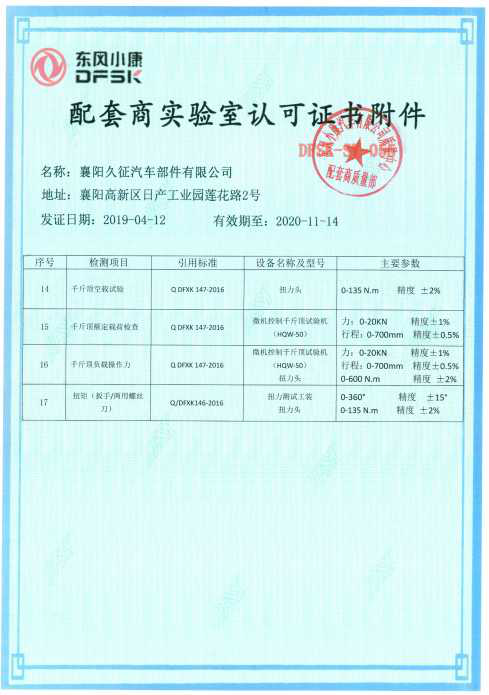 东风小康
DFSK
配套商实验室认可证书附件
名称：襄阳久征汽车部件有限公司
地址：襄阳高新区日产工业园莲花路2号
发证日期：2019-04-12 有效期至：2020-11-14
配套商质量部
序号 检测项目 引用标准 设备名称及型号 主要参数
14 千斤顶空载试验 Q DFXK 147-2016 扭力头 0-135 N.m 精度 ±2%
15 千斤顶额定载荷检查 Q DFXK 147-2016 微机控制千斤顶试验机（HQW-50） 力：0-20KN 精度±1%
行程：0-700mm 精度±0.5%
16 千斤顶负载操作力 Q DFXK 147-2016 微机控制千斤顶试验机（HQW-50）扭力头 力：0-20KN 精度±1%
行程：0-700mm 精度±0.5%
0-600 N.m 精度 ±2%
17 扭矩（扳手/两用螺丝刀） Q/DFXK146-2016 扭力测试工装 0-360° 精度 ±15°
扭力头 0-135 N.m 精度 ±2%